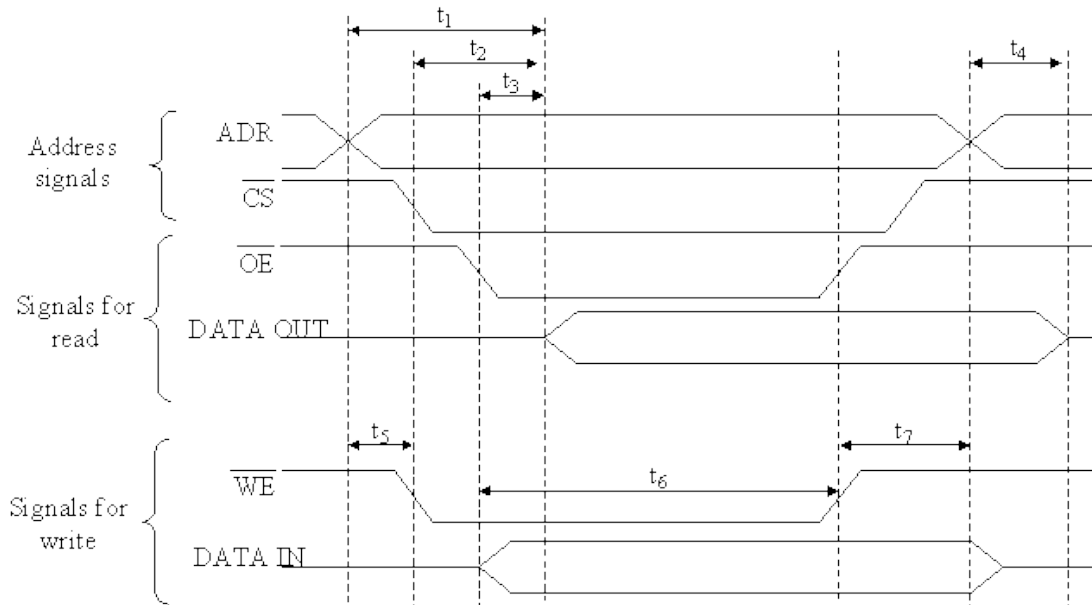 t1
t2
t4
t3
ADR
Address
signals
CS
OE
Signals for
read
DATA OUT
t5
t7
WE
t6
Signals for
write
DATA IN